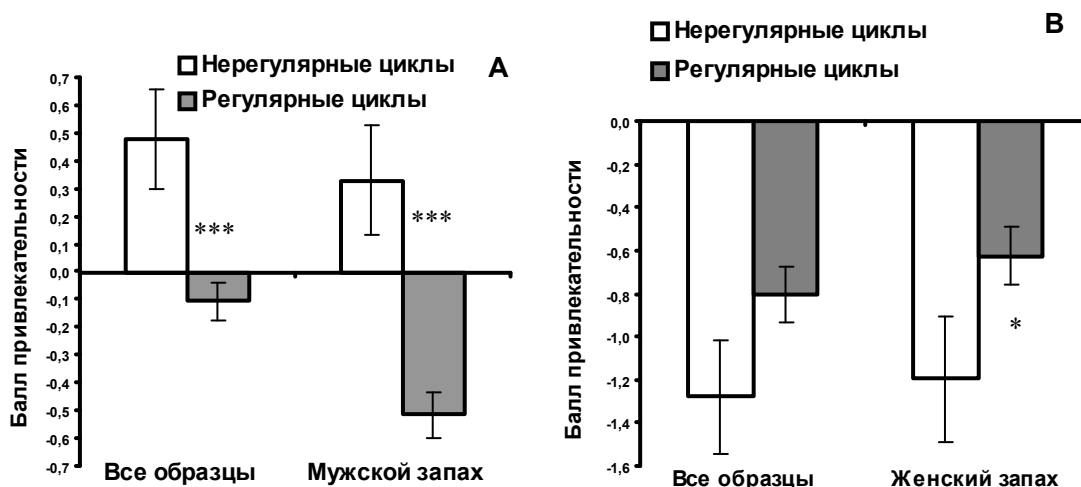 Нерегулярные циклы
Регулярные циклы
A
Балл привлекательности
0,7
0,6
0,5
0,4
0,3
0,2
0,1
0,0
-0,1
-0,2
-0,3
-0,4
-0,5
-0,6
-0,7
***
***
Все образцы
Мужской запах
Нерегулярные циклы
Регулярные циклы
B
Балл привлекательности
0,0
-0,2
-0,4
-0,6
-0,8
-1,0
-1,2
-1,4
-1,6
*
Все образцы
Женский запах